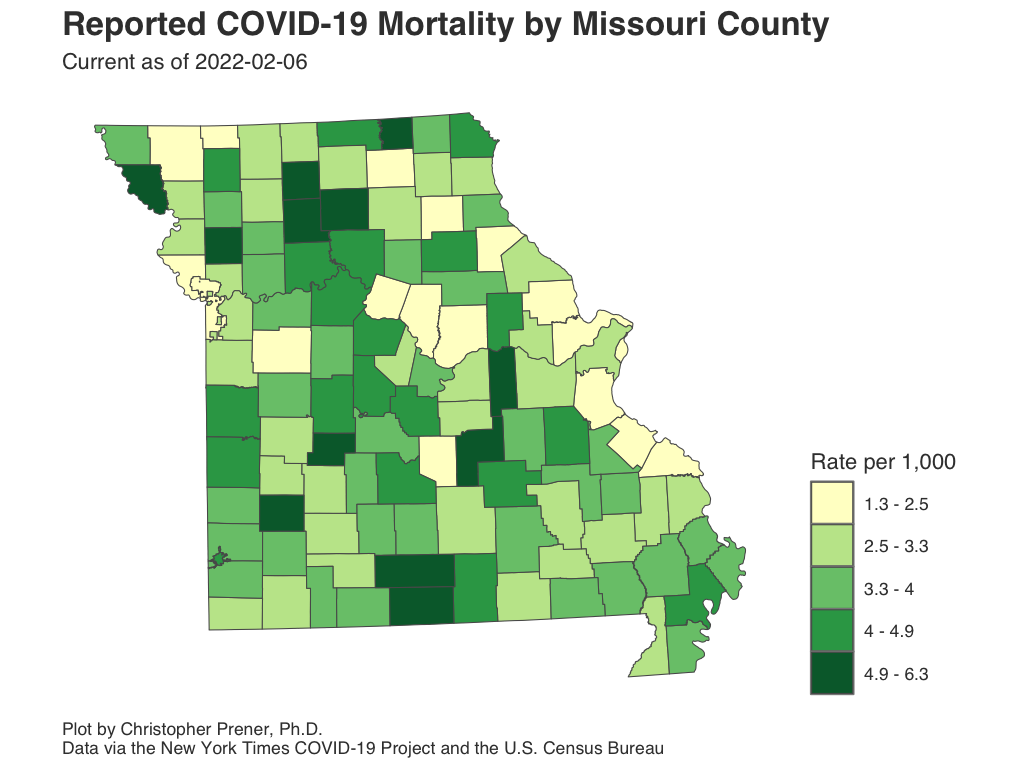 Reported COVID-19 Mortality by Missouri County
Current as of 2022-02-06
Rate per 1,000
1.3 - 2.5
2.5 - 3.3
3.3 - 4
4 - 4.9
4.9 - 6.3
Plot by Christopher Prener, Ph.D.
Data via the New York Times COVID-19 Project and the U.S. Census Bureau